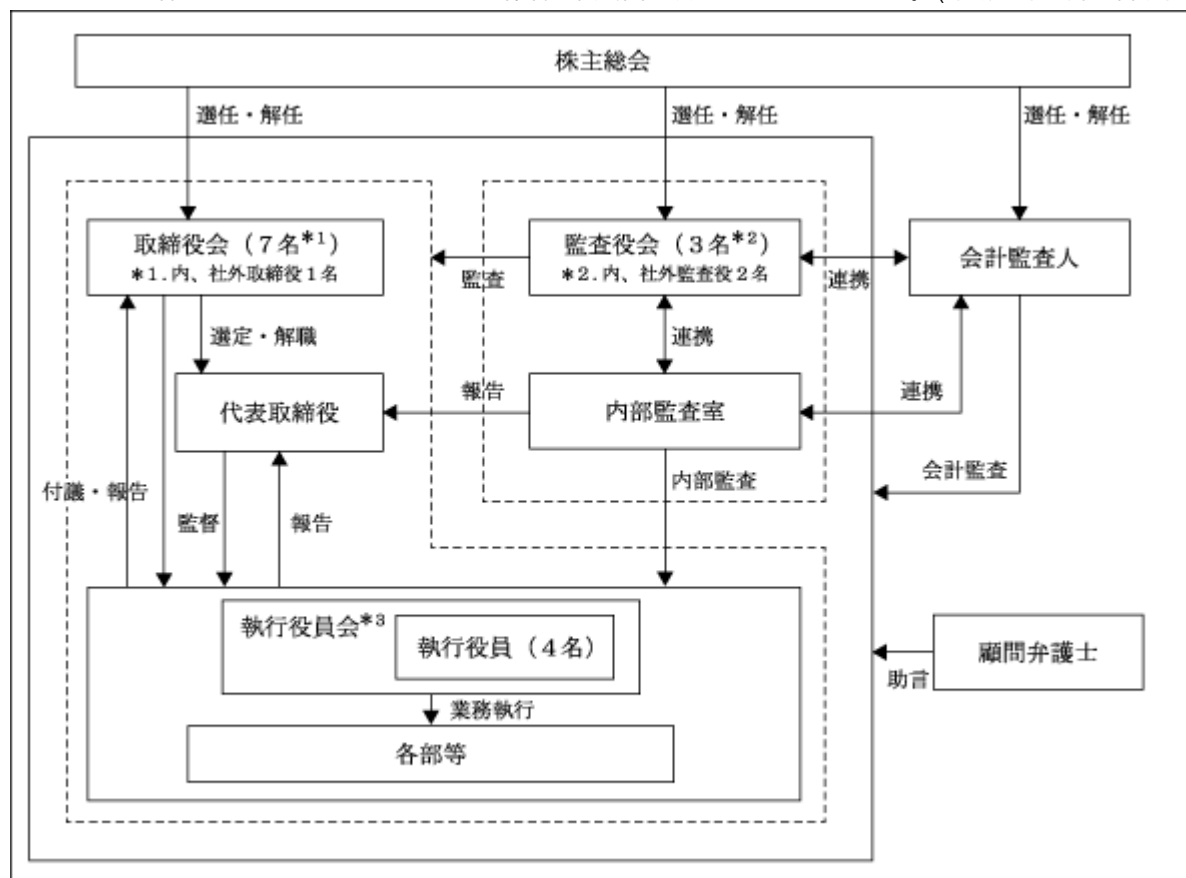 株主総会
選任・解任
選任・解任
選任・解任
取締役会(7名*1)
*1.内、社外取締役1名
監査役会(3名*2)
*2.内、社外監査役2名
会計監査人
監査
連携
選定・解職
連携
代表取締役
報告
内部監査室
連携
付議・報告
監督
報告
内部監査
会計監査
執行役員会*3
執行役員(4名)
顧問弁護士
助言
業務執行
各部等